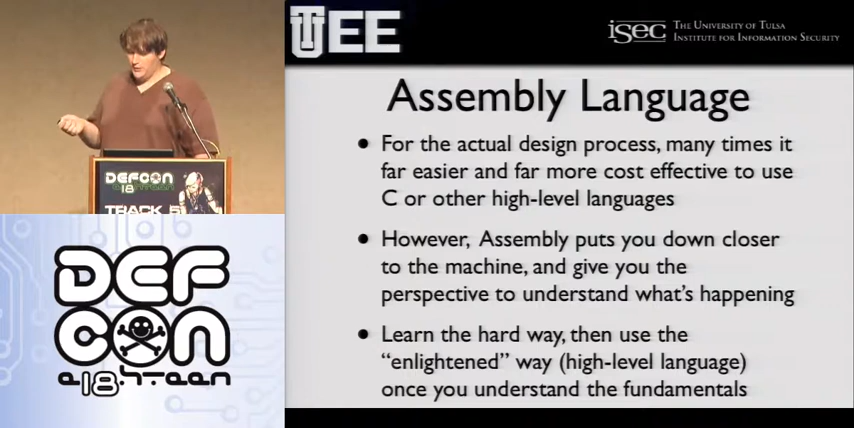 DEFCON
18
TRACK 5
DEF
CON
e18hteen
UT EE
isec THE UNIVERSITY OF TULSA
INSTITUTE FOR INFORMATION SECURITY
Assembly Language
• For the actual design process, many times it
far easier and far more cost effective to use
C or other high-level languages
• However, Assembly puts you down closer
to the machine, and give you the
perspective to understand what's happening
• Learn the hard way, then use the
“enlightened” way (high-level language)
once you understand the fundamentals